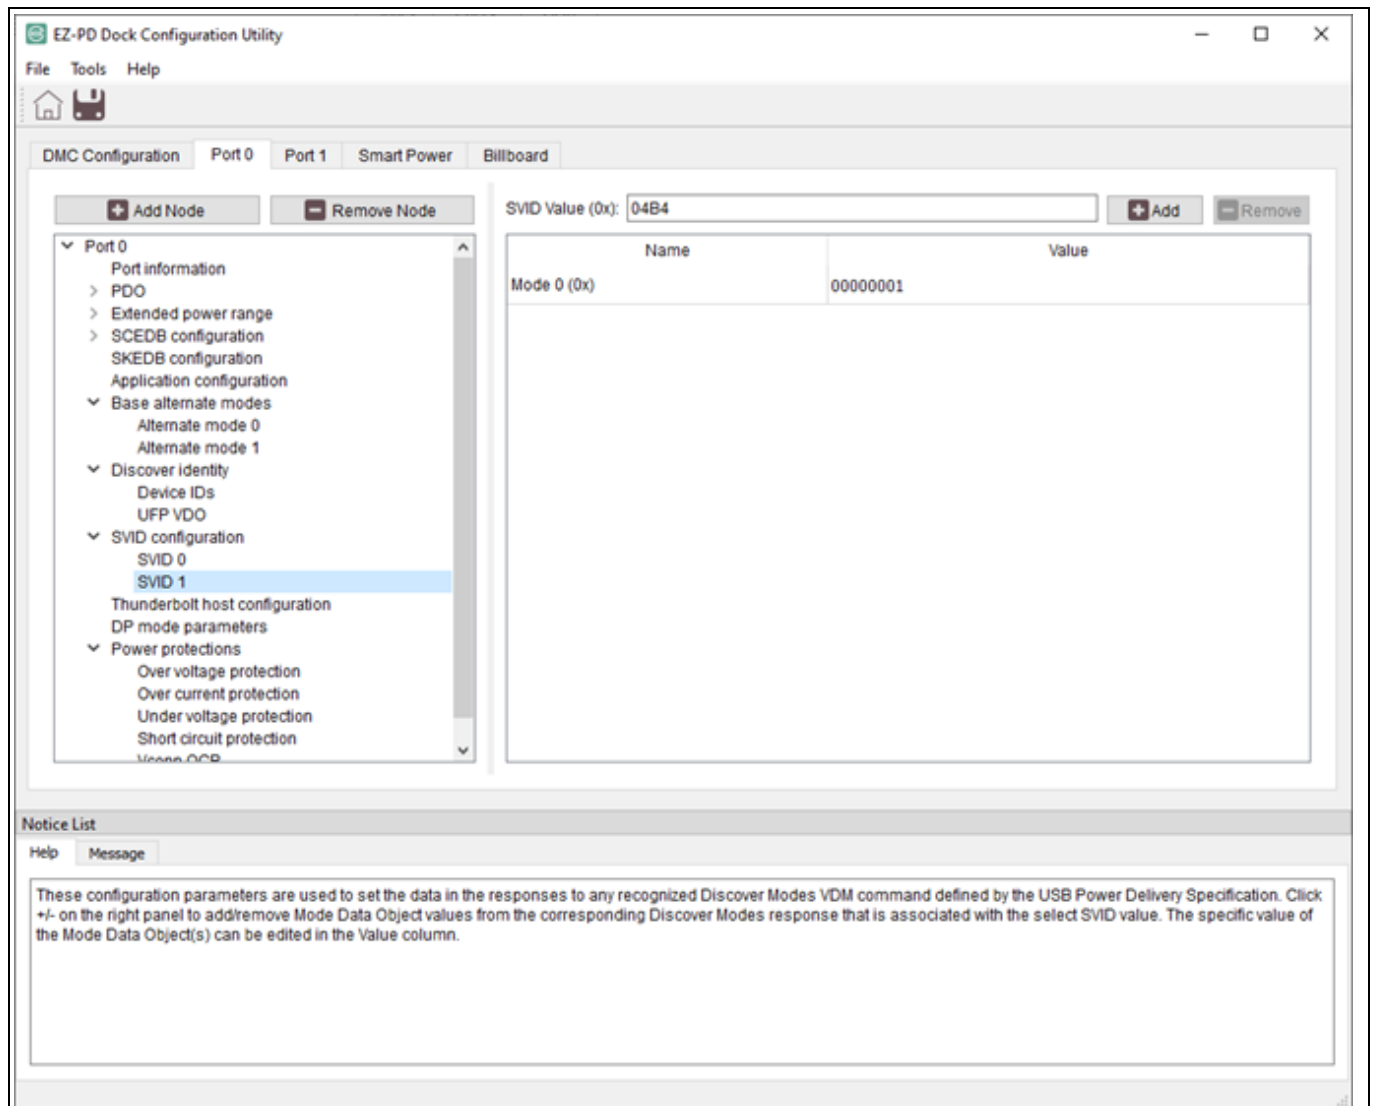 EZ-PD Dock Configuration Utility
File Tools Help
DMC Configuration Port 0 Port 1 Smart Power Billboard
Add Node Remove Node
Port 0
Port information
PDO
Extended power range
SCEDB configuration
SKEDB configuration
Application configuration
Base alternate modes
Alternate mode 0
Alternate mode 1
Discover identity
Device IDs
UFP VDO
SVID configuration
SVID 0
SVID 1
Thunderbolt host configuration
DP mode parameters
Power protections
Over voltage protection
Over current protection
Under voltage protection
Short circuit protection
Vconn OCP
SVID Value (0x): 04B4 Add Remove
Name Value
Mode 0 (0x) 00000001
Notice List
Help Message
These configuration parameters are used to set the data in the responses to any recognized Discover Modes VDM command defined by the USB Power Delivery Specification. Click
+/- on the right panel to add/remove Mode Data Object values from the corresponding Discover Modes response that is associated with the select SVID value. The specific value of
the Mode Data Object(s) can be edited in the Value column.